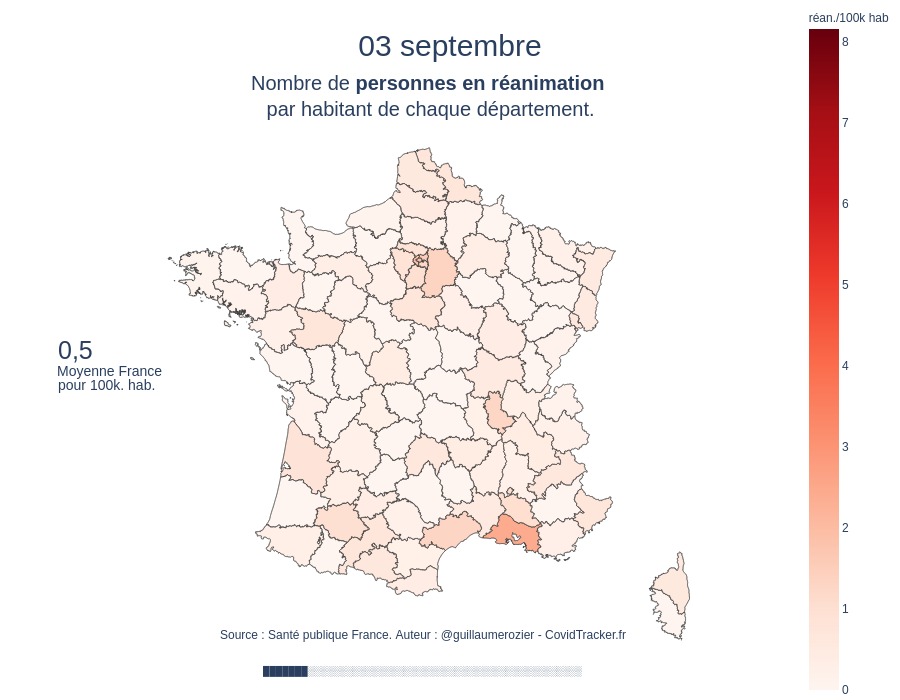 réan./100k hab
03 septembre
Nombre de personnes en réanimation
par habitant de chaque département.
8
7
6
5
4
3
2
1
0
0,5
Moyenne France
pour 100k. hab.
Source : Santé publique France. Auteur : @guillaumerozier - CovidTracker.fr